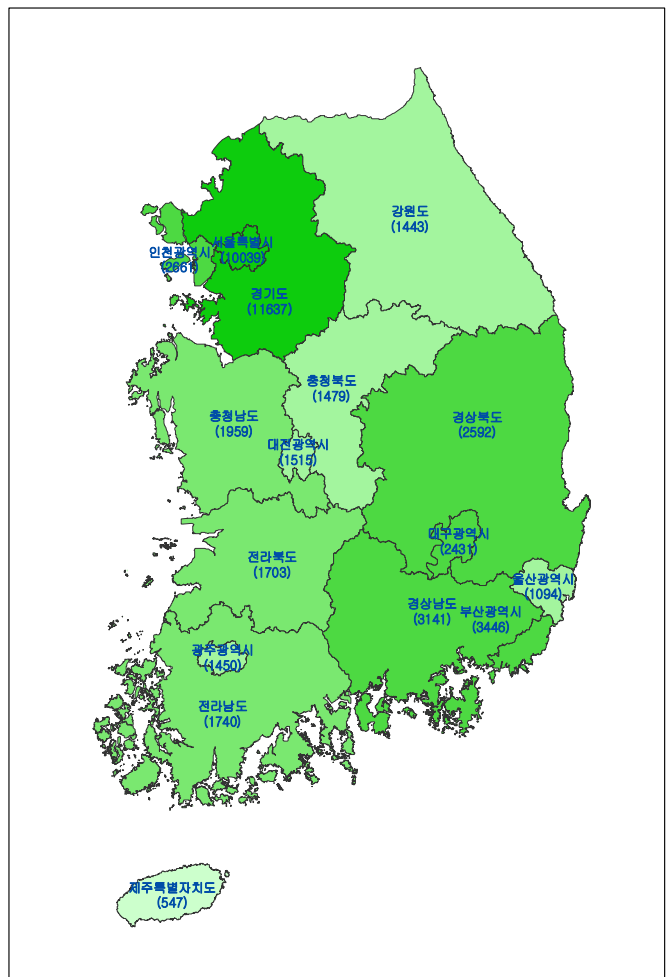 강원도
(1443)
서울특별시
(10039)
인천광역시
(2661)
경기도
(11637)
충청북도
(1479)
충청남도
(1959)
경상북도
(2592)
대전광역시
(1515)
대구광역시
(2431)
전라북도
(1703)
울산광역시
(1094)
경상남도
(3141)
부산광역시
(3446)
광주광역시
(1450)
전라남도
(1740)
제주특별자치도
(547)